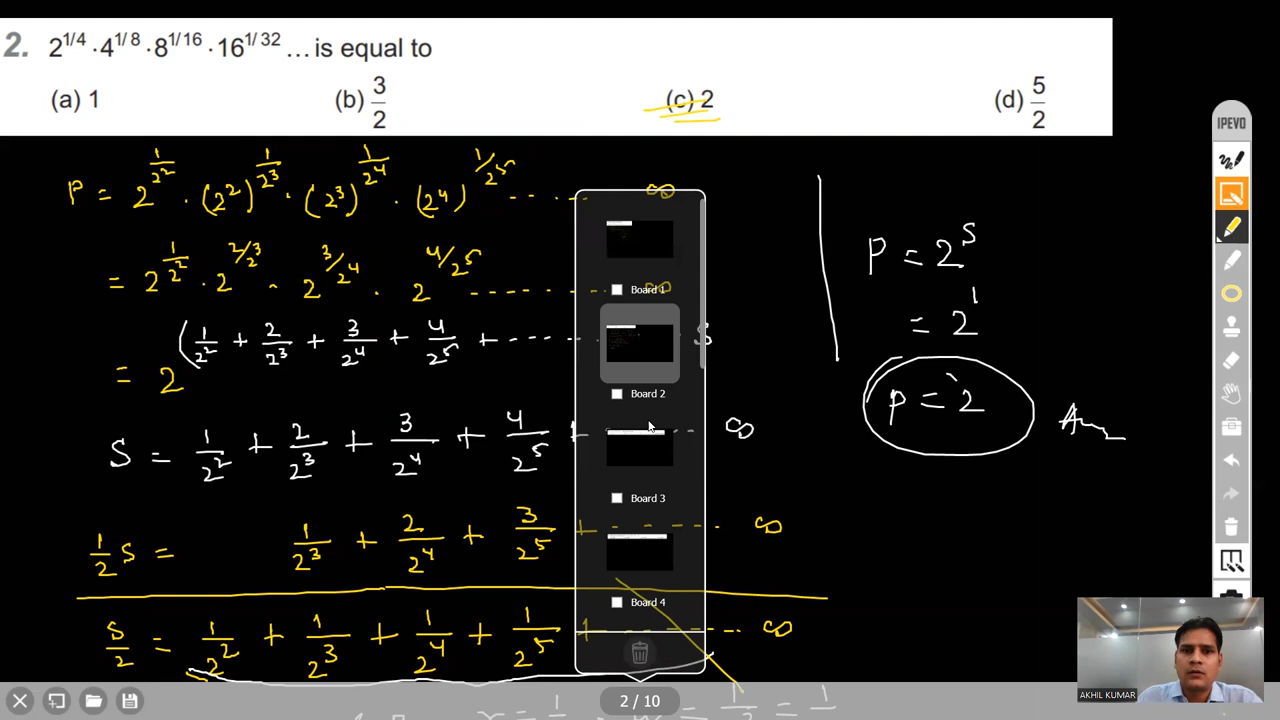 2. 2^{1/4} · 4^{1/8} · 8^{1/16} · 16^{1/32} … is equal to
(a) 1 (b) 3/2 (c) 2 (d) 5/2
P = 2^{1/2^2} · (2^2)^{1/2^3} · (2^3)^{1/2^4} · (2^4)^{1/2^5} ----- ∞
= 2^{1/2^2} · 2^{2/2^3} · 2^{3/2^4} · 2^{4/2^5} ------- ∞
= 2^{(1/2^2 + 2/2^3 + 3/2^4 + 4/2^5 + ----- S
S = 1/2^2 + 2/2^3 + 3/2^4 + 4/2^5 + --- ∞
1/2 S = 1/2^3 + 2/2^4 + 3/2^5 + ----- ∞
S/2 = 1/2^2 + 1/2^3 + 1/2^4 + 1/2^5 + ----- ∞
P = 2^S
= 2^1
P = 2
Ans
Board 1
Board 2
Board 3
Board 4
2 / 10
IPEVO
AKHIL KUMAR